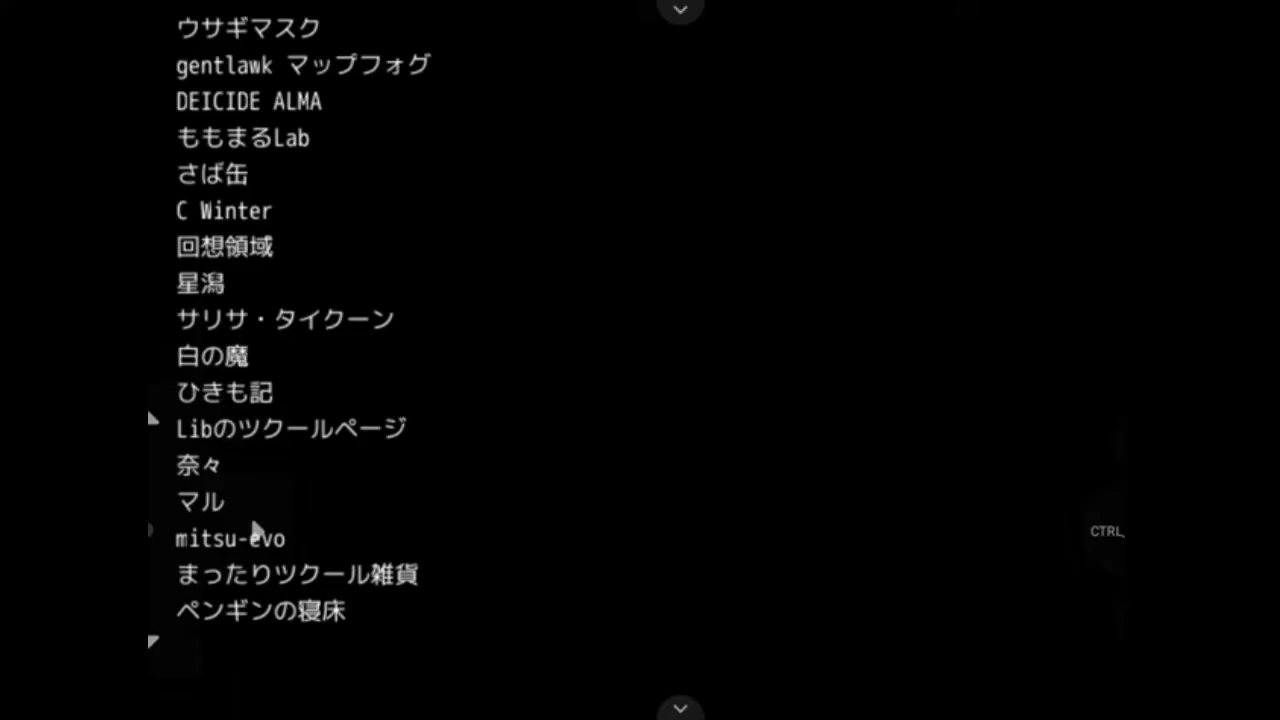 ウサギマスク
gentlawk マップフォグ
DEICIDE ALMA
ももまるLab
さば缶
C Winter
回想領域
星潟
サリサ・タイクーン
白の魔
ひきも記
Libのツクールページ
奈々
マル
mitsu-evo
まったりツクール雑貨
ペンギンの寝床
CTRL